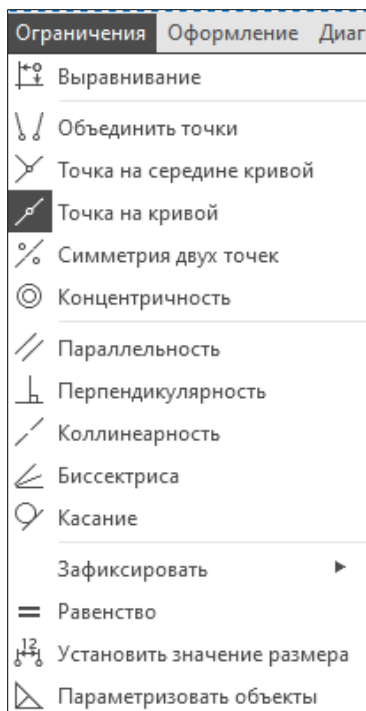 Ограничения Оформление Диаг
Выравнивание
Объединить точки
Точка на середине кривой
Точка на кривой
Симметрия двух точек
Концентричность
Параллельность
Перпендикулярность
Коллинеарность
Биссектриса
Касание
Зафиксировать
Равенство
12
Установить значение размера
Параметризовать объекты